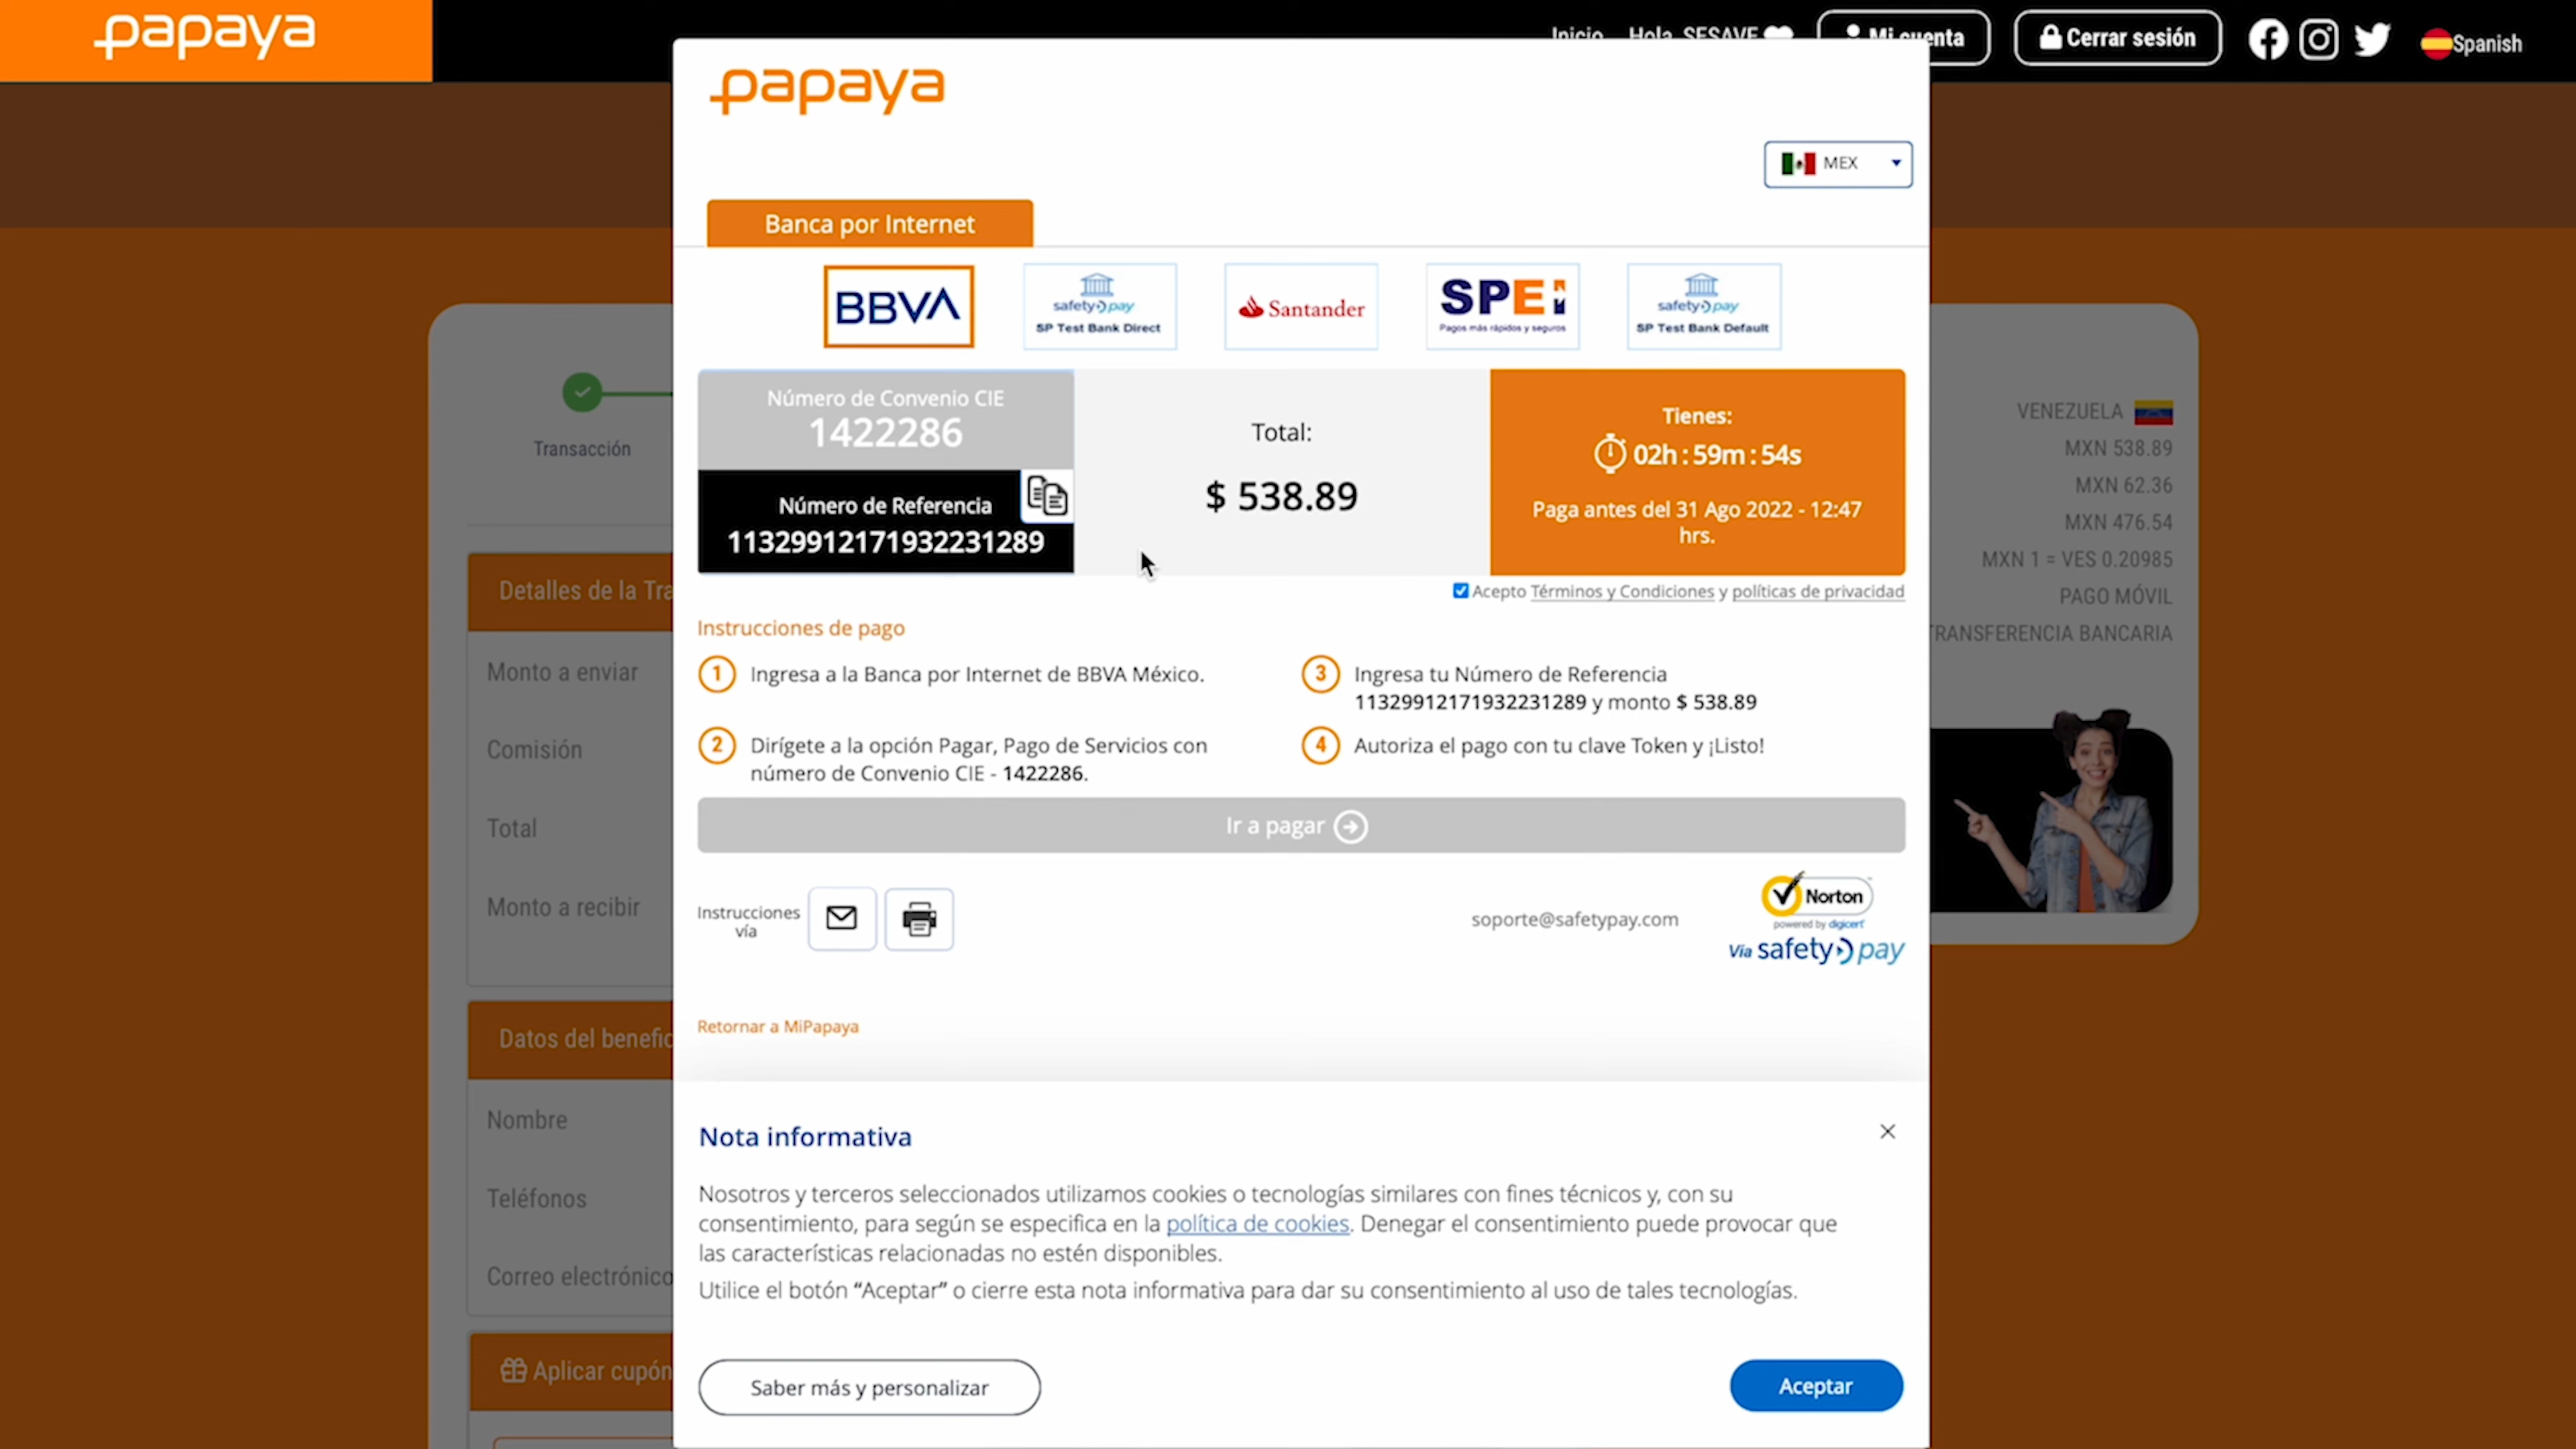 papaya
Inicio
Hola, SESAVE
Mi cuenta
Cerrar sesión
Spanish
papaya
MEX
Banca por Internet
BBVA
safetypay
SP Test Bank Direct
Santander
SPEI
Pagos más rápidos y seguros
safetypay
SP Test Bank Default
Número de Convenio CIE
1422286
Número de Referencia
11329912171932231289
Total:
$ 538.89
Tienes:
02h : 59m : 54s
Paga antes del 31 Ago 2022 - 12:47
hrs.
Acepto Términos y Condiciones y políticas de privacidad
Instrucciones de pago
1 Ingresa a la Banca por Internet de BBVA México.
2 Dirígete a la opción Pagar, Pago de Servicios con
número de Convenio CIE - 1422286.
3 Ingresa tu Número de Referencia
11329912171932231289 y monto $ 538.89
4 Autoriza el pago con tu clave Token y ¡Listo!
Ir a pagar
Instrucciones
vía
soporte@safetypay.com
Norton
powered by digicert
Vía safetypay
Retornar a MiPapaya
Nota informativa
Nosotros y terceros seleccionados utilizamos cookies o tecnologías similares con fines técnicos y, con su
consentimiento, para según se especifica en la política de cookies. Denegar el consentimiento puede provocar que
las características relacionadas no estén disponibles.
Utilice el botón “Aceptar” o cierre esta nota informativa para dar su consentimiento al uso de tales tecnologías.
Saber más y personalizar
Aceptar
Transacción
Detalles de la Tra
Monto a enviar
Comisión
Total
Monto a recibir
Datos del benefic
Nombre
Teléfonos
Correo electrónico
Aplicar cupón
VENEZUELA
MXN 538.89
MXN 62.36
MXN 476.54
MXN 1 = VES 0.20985
PAGO MÓVIL
TRANSFERENCIA BANCARIA